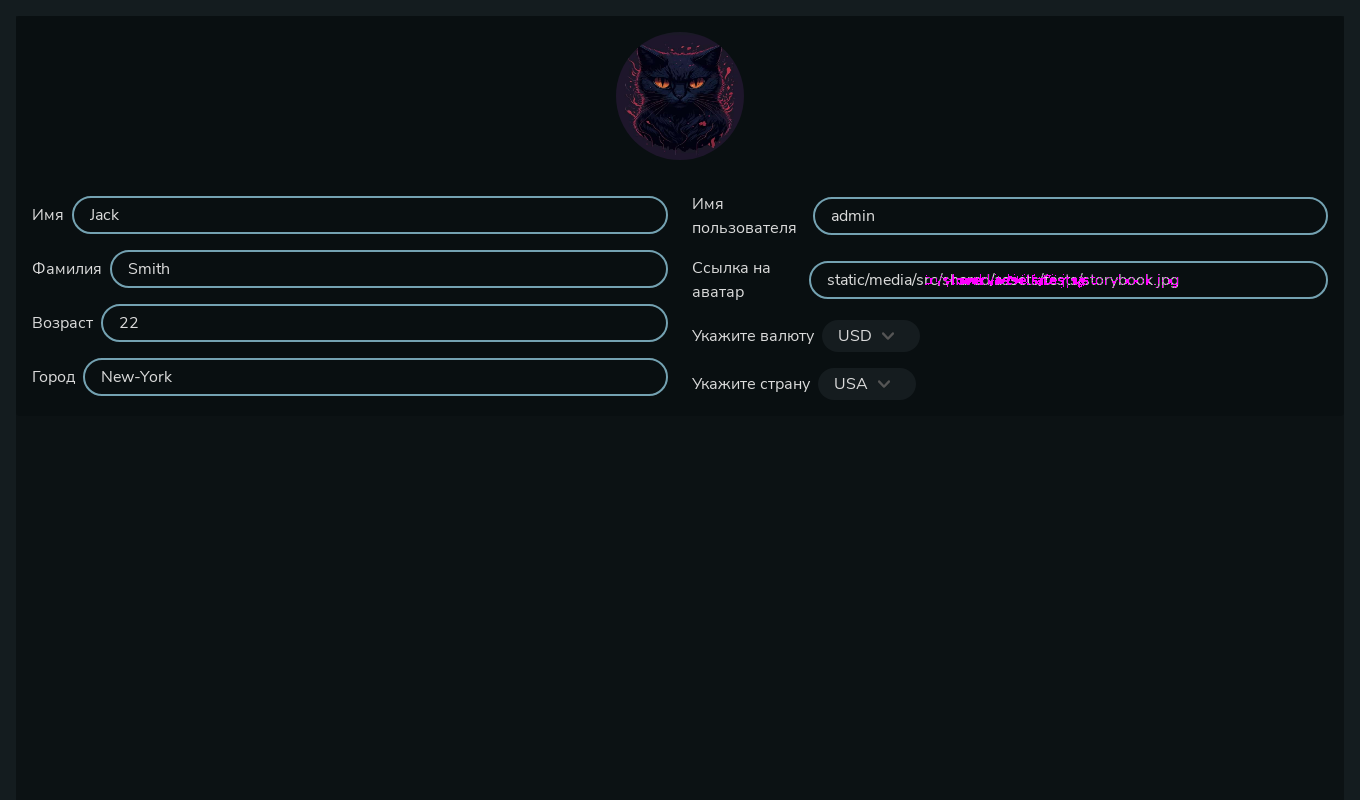 Имя
Jack
Фамилия
Smith
Возраст
22
Город
New-York
Имя
пользователя
admin
Ссылка на
аватар
static/media/src/shared/assets/tests/storybook.jpg
Укажите валюту
USD
Укажите страну
USA